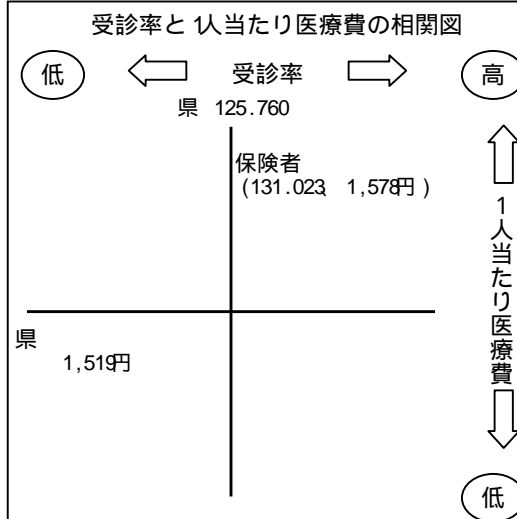 受診率と1人当たり医療費の相関図
低 受診率 高
県 125.760
保険者
(131.023、 1,578円 )
1人当たり医療費
県
1,519円
低